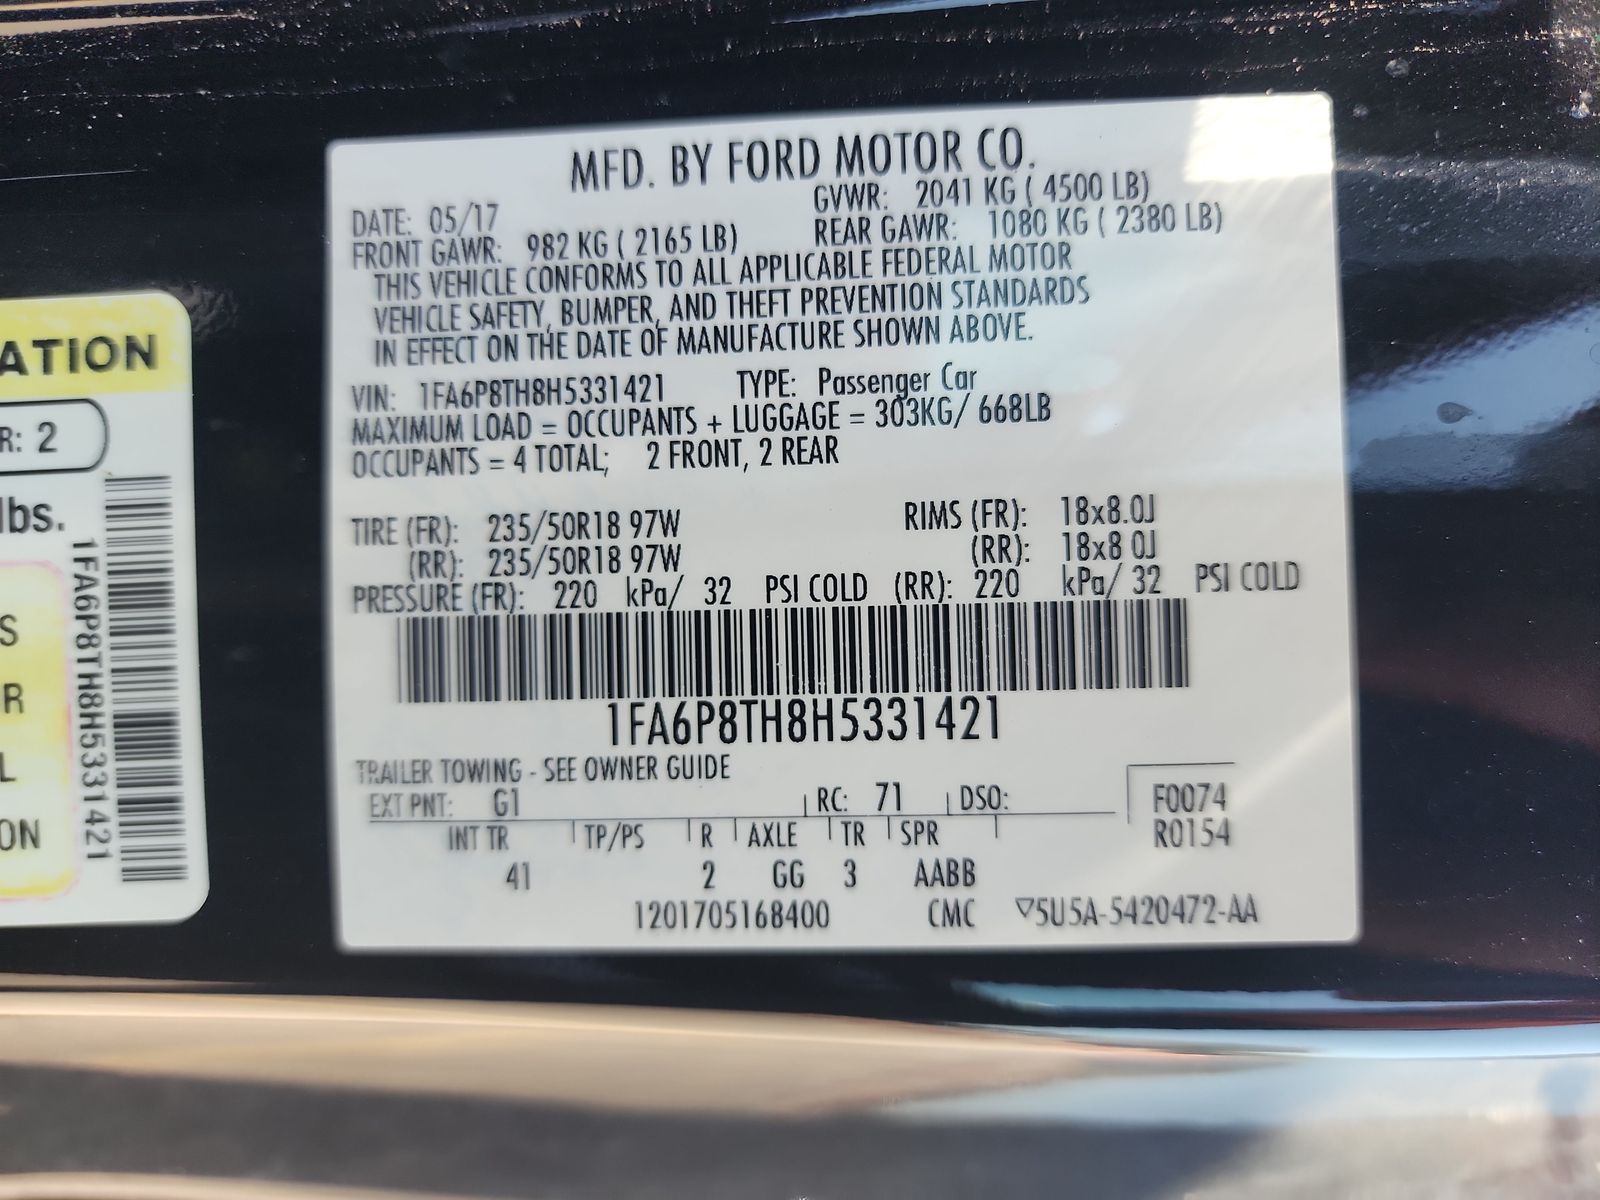 MFD. BY FORD MOTOR CO.
DATE: 05/17 GVWR: 2041 KG ( 4500 LB)
FRONT GAWR: 982 KG ( 2165 LB) REAR GAWR: 1080 KG ( 2380 LB)
THIS VEHICLE CONFORMS TO ALL APPLICABLE FEDERAL MOTOR
VEHICLE SAFETY, BUMPER, AND THEFT PREVENTION STANDARDS
IN EFFECT ON THE DATE OF MANUFACTURE SHOWN ABOVE.
VIN: 1FA6P8TH8H5331421 TYPE: Passenger Car
MAXIMUM LOAD = OCCUPANTS + LUGGAGE = 303KG/ 668LB
OCCUPANTS = 4 TOTAL; 2 FRONT, 2 REAR
TIRE (FR): 235/50R18 97W RIMS (FR): 18x8.0J
(RR): 235/50R18 97W (RR): 18x8 0J
PRESSURE (FR): 220 kPa/ 32 PSI COLD (RR): 220 kPa/ 32 PSI COLD
1FA6P8TH8H5331421
TRAILER TOWING - SEE OWNER GUIDE
EXT PNT: G1 RC: 71 DSO: F0074
INT TR TP/PS R AXLE TR SPR R0154
41 2 GG 3 AABB
1201705168400 CMC ▽5U5A-5420472-AA
ATION
R: 2
lbs.
S
R
L
ON
1FA6P8TH8H5331421